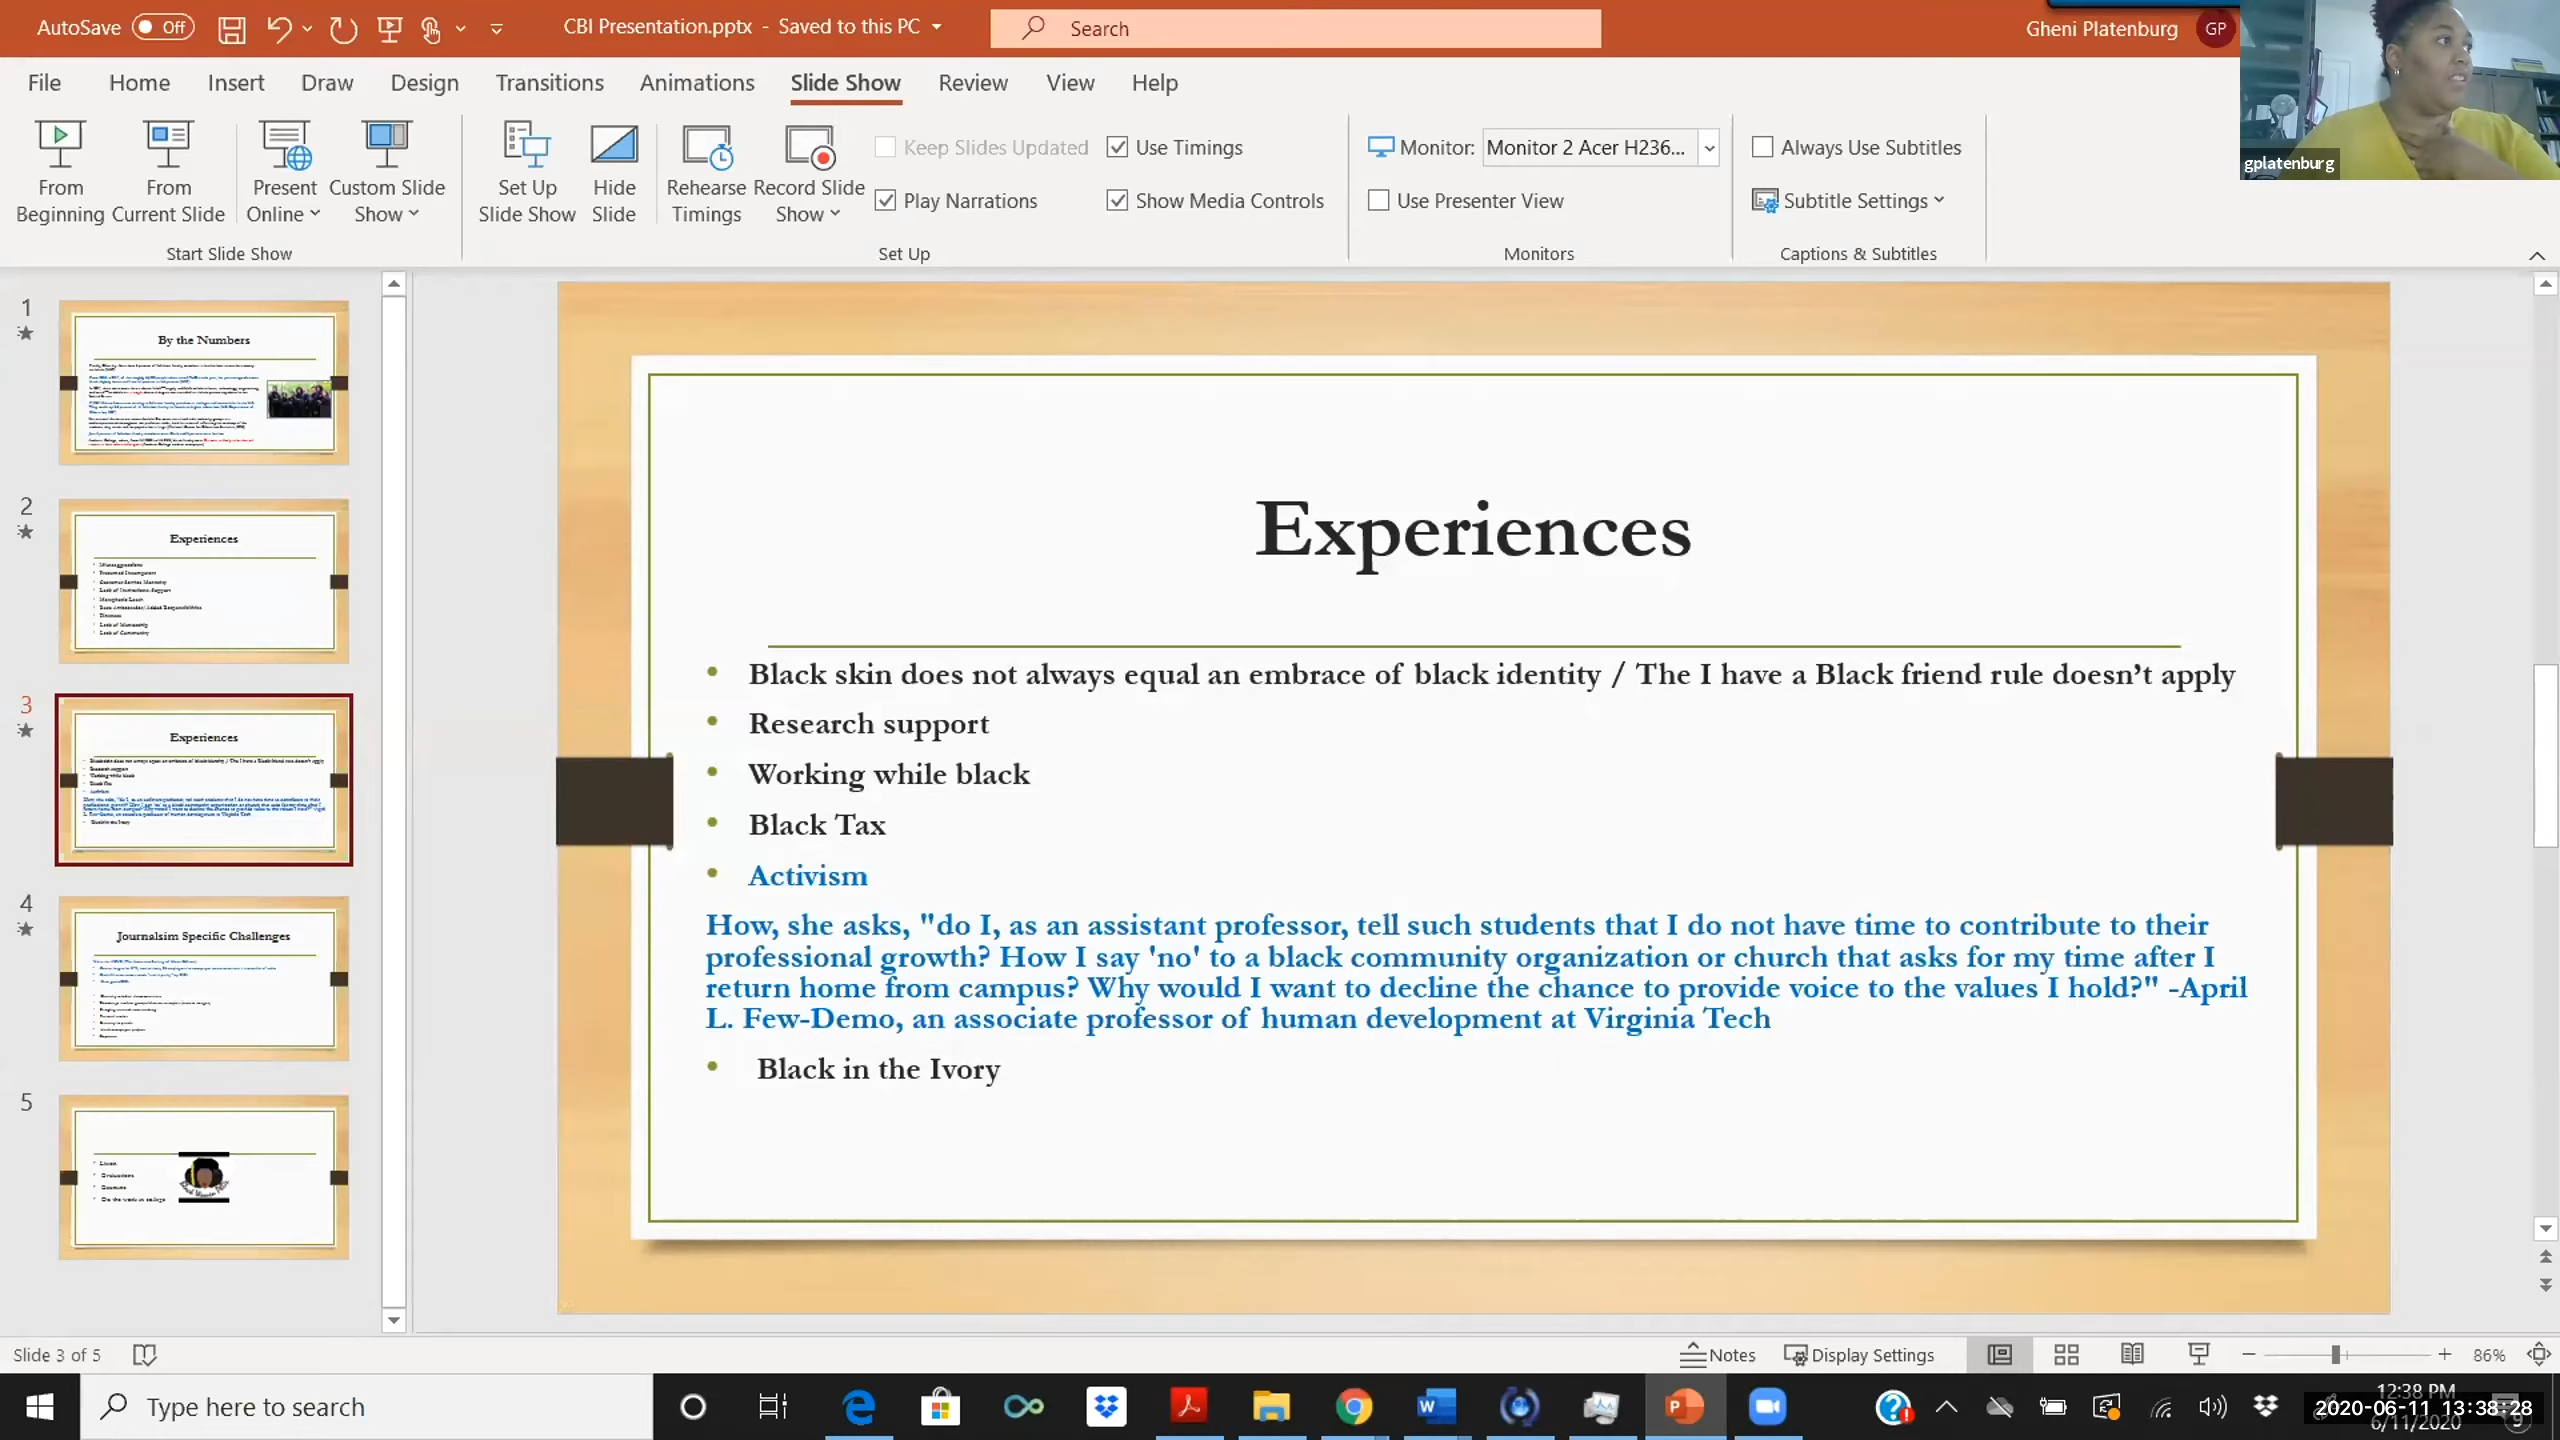 AutoSave Off CBI Presentation.pptx - Saved to this PC Search Gheni Platenburg GP
File Home Insert Draw Design Transitions Animations Slide Show Review View Help
From Beginning
From Current Slide
Present Online
Custom Slide Show
Start Slide Show
Set Up Slide Show
Hide Slide
Rehearse Timings
Record Slide Show
Keep Slides Updated
Play Narrations
Use Timings
Show Media Controls
Set Up
Monitor: Monitor 2 Acer H236...
Use Presenter View
Monitors
Always Use Subtitles
Subtitle Settings
Captions & Subtitles
gplatenburg
1
By the Numbers
2
Experiences
3
Experiences
4
Journalsim Specific Challenges
5
Experiences
• Black skin does not always equal an embrace of black identity / The I have a Black friend rule doesn’t apply
• Research support
• Working while black
• Black Tax
• Activism
How, she asks, "do I, as an assistant professor, tell such students that I do not have time to contribute to their
professional growth? How I say 'no' to a black community organization or church that asks for my time after I
return home from campus? Why would I want to decline the chance to provide voice to the values I hold?" -April
L. Few-Demo, an associate professor of human development at Virginia Tech
• Black in the Ivory
Slide 3 of 5 Notes Display Settings 86%
Type here to search
12:38 PM
2020-06-11 13:38:28
6/11/2020